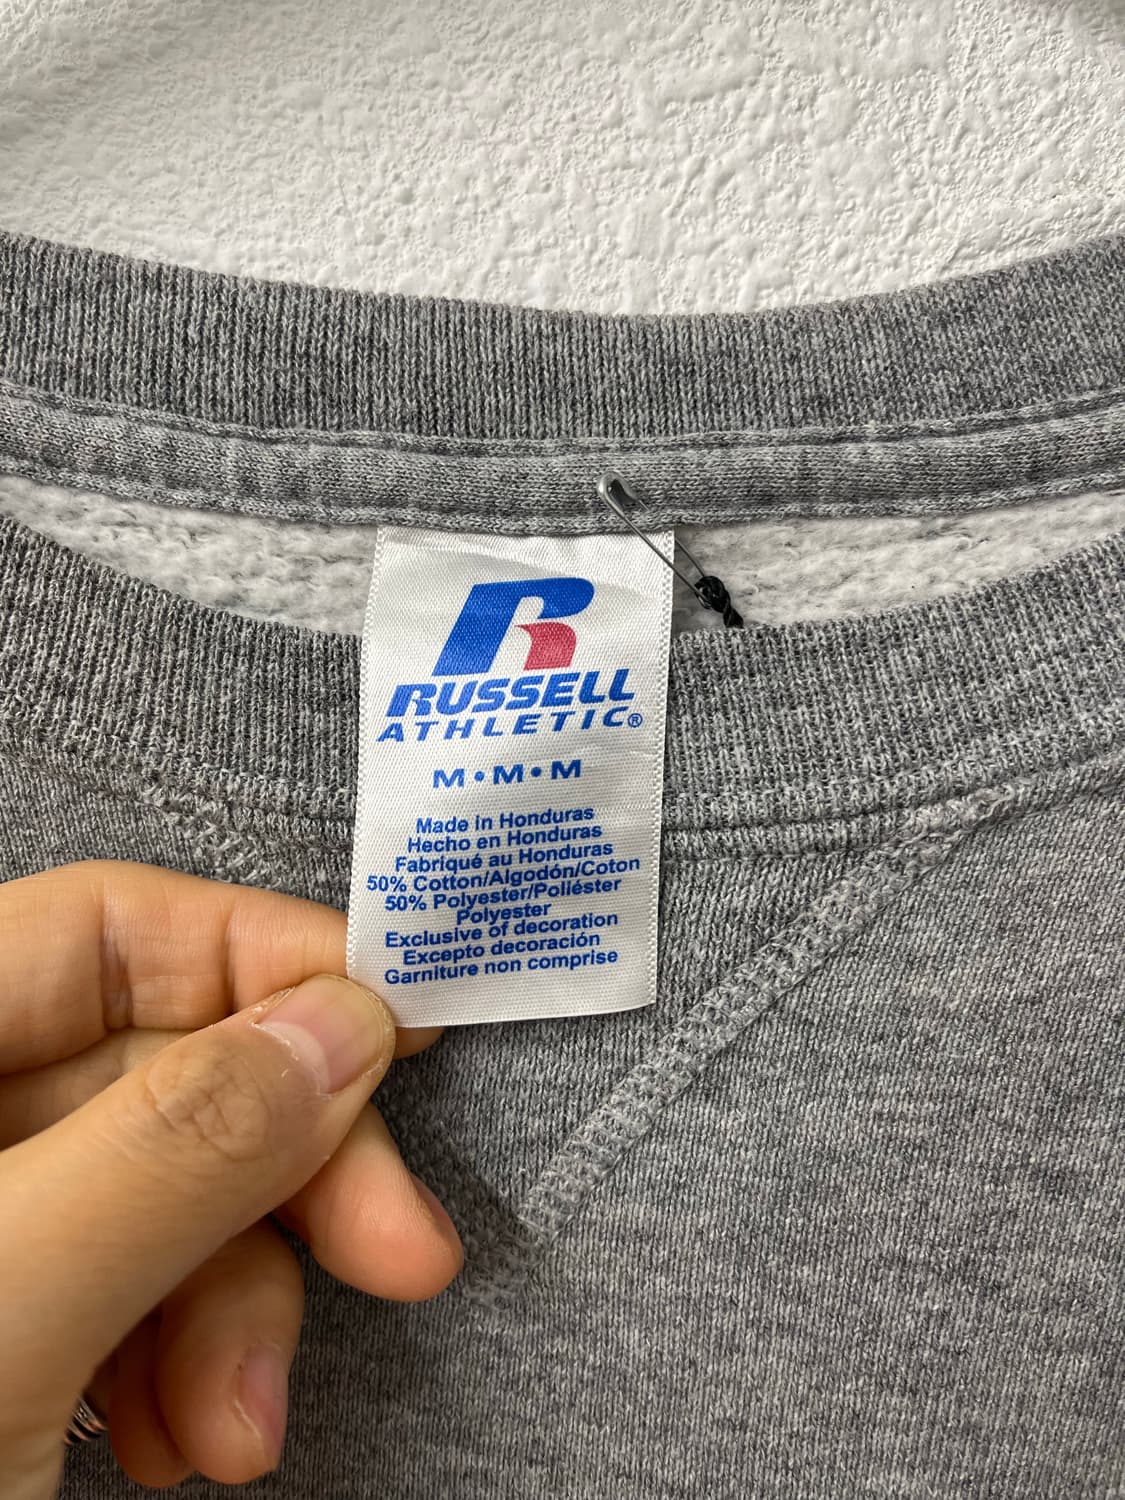 R
RUSSELL
ATHLETIC®
M•M•M
Made in Honduras
Hecho en Honduras
Fabriqué au Honduras
50% Cotton/Algodón/Coton
50% Polyester/Poliéster
Polyester
Exclusive of decoration
Excepto decoración
Garniture non comprise